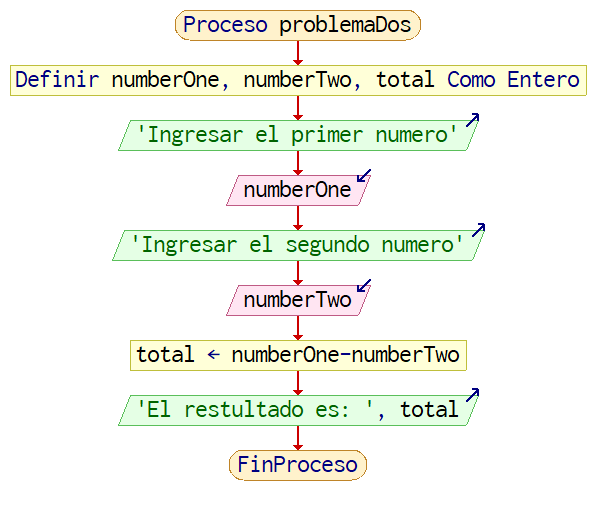 Proceso problemaDos
Definir numberOne, numberTwo, total Como Entero
'Ingresar el primer numero'
numberOne
'Ingresar el segundo numero'
numberTwo
total ← numberOne-numberTwo
'El restultado es: ', total
FinProceso